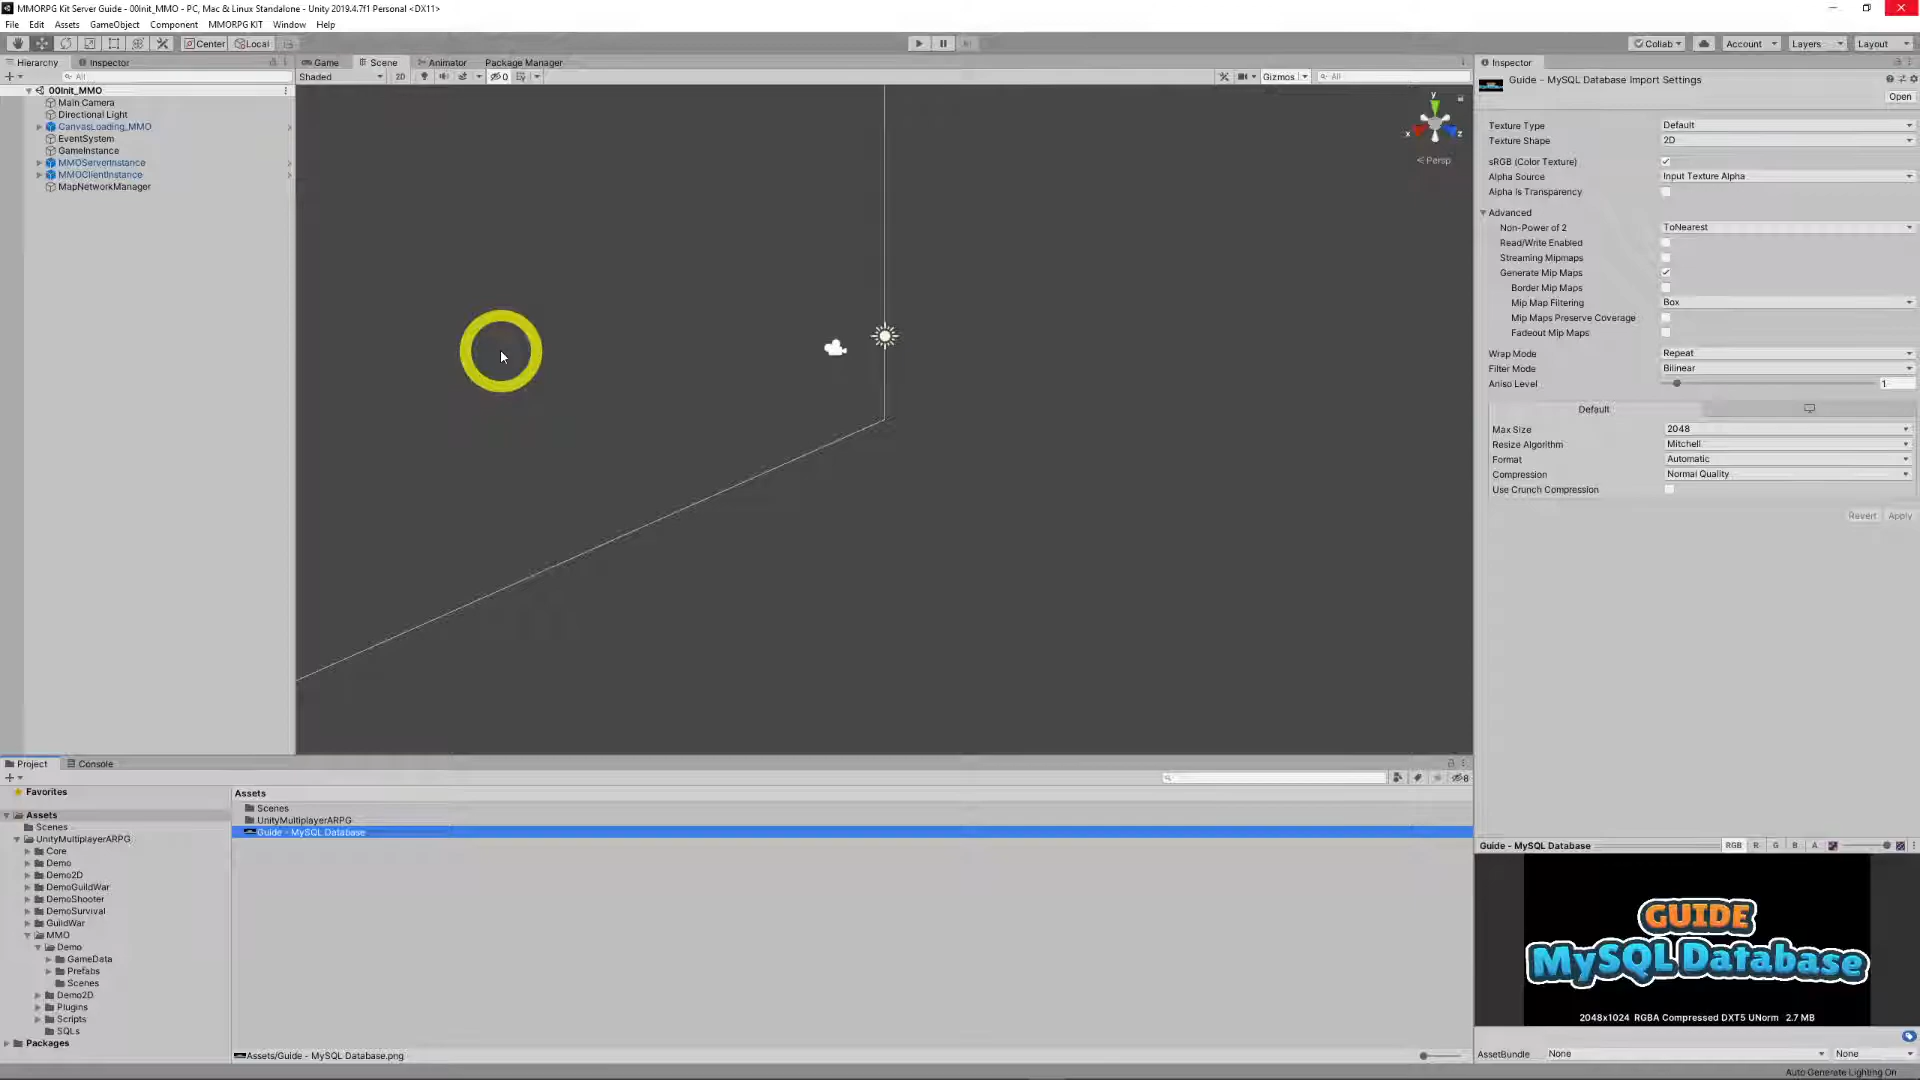 MMORPG Kit Server Guide - 00Init_MMO - PC, Mac & Linux Standalone - Unity 2019.4.7f1 Personal <DX11>
File Edit Assets GameObject Component MMORPG KIT Window Help
Center Local
Collab Account Layers Layout
Hierarchy Inspector
All
00Init_MMO
Main Camera
Directional Light
CanvasLoading_MMO
EventSystem
GameInstance
MMOServerInstance
MMOClientInstance
MapNetworkManager
Game Scene Animator Package Manager
Shaded 2D 0 Gizmos All
y
x z
< Persp
Inspector
Guide - MySQL Database Import Settings
Open
Texture Type Default
Texture Shape 2D
sRGB (Color Texture)
Alpha Source Input Texture Alpha
Alpha Is Transparency
Advanced
Non-Power of 2 ToNearest
Read/Write Enabled
Streaming Mipmaps
Generate Mip Maps
Border Mip Maps
Mip Map Filtering Box
Mip Maps Preserve Coverage
Fadeout Mip Maps
Wrap Mode Repeat
Filter Mode Bilinear
Aniso Level 1
Default
Max Size 2048
Resize Algorithm Mitchell
Format Automatic
Compression Normal Quality
Use Crunch Compression
Revert Apply
Project Console
8
Favorites
Assets
Scenes
UnityMultiplayerARPG
Core
Demo
Demo2D
DemoGuildWar
DemoShooter
DemoSurvival
GuildWar
MMO
Demo
GameData
Prefabs
Scenes
Demo2D
Plugins
Scripts
SQLs
Packages
Assets
Scenes
UnityMultiplayerARPG
Guide - MySQL Database
Assets/Guide - MySQL Database.png
Guide - MySQL Database RGB R G B A
GUIDE
MySQL Database
2048x1024 RGBA Compressed DXT5 UNorm 2.7 MB
AssetBundle None None
Auto Generate Lighting On